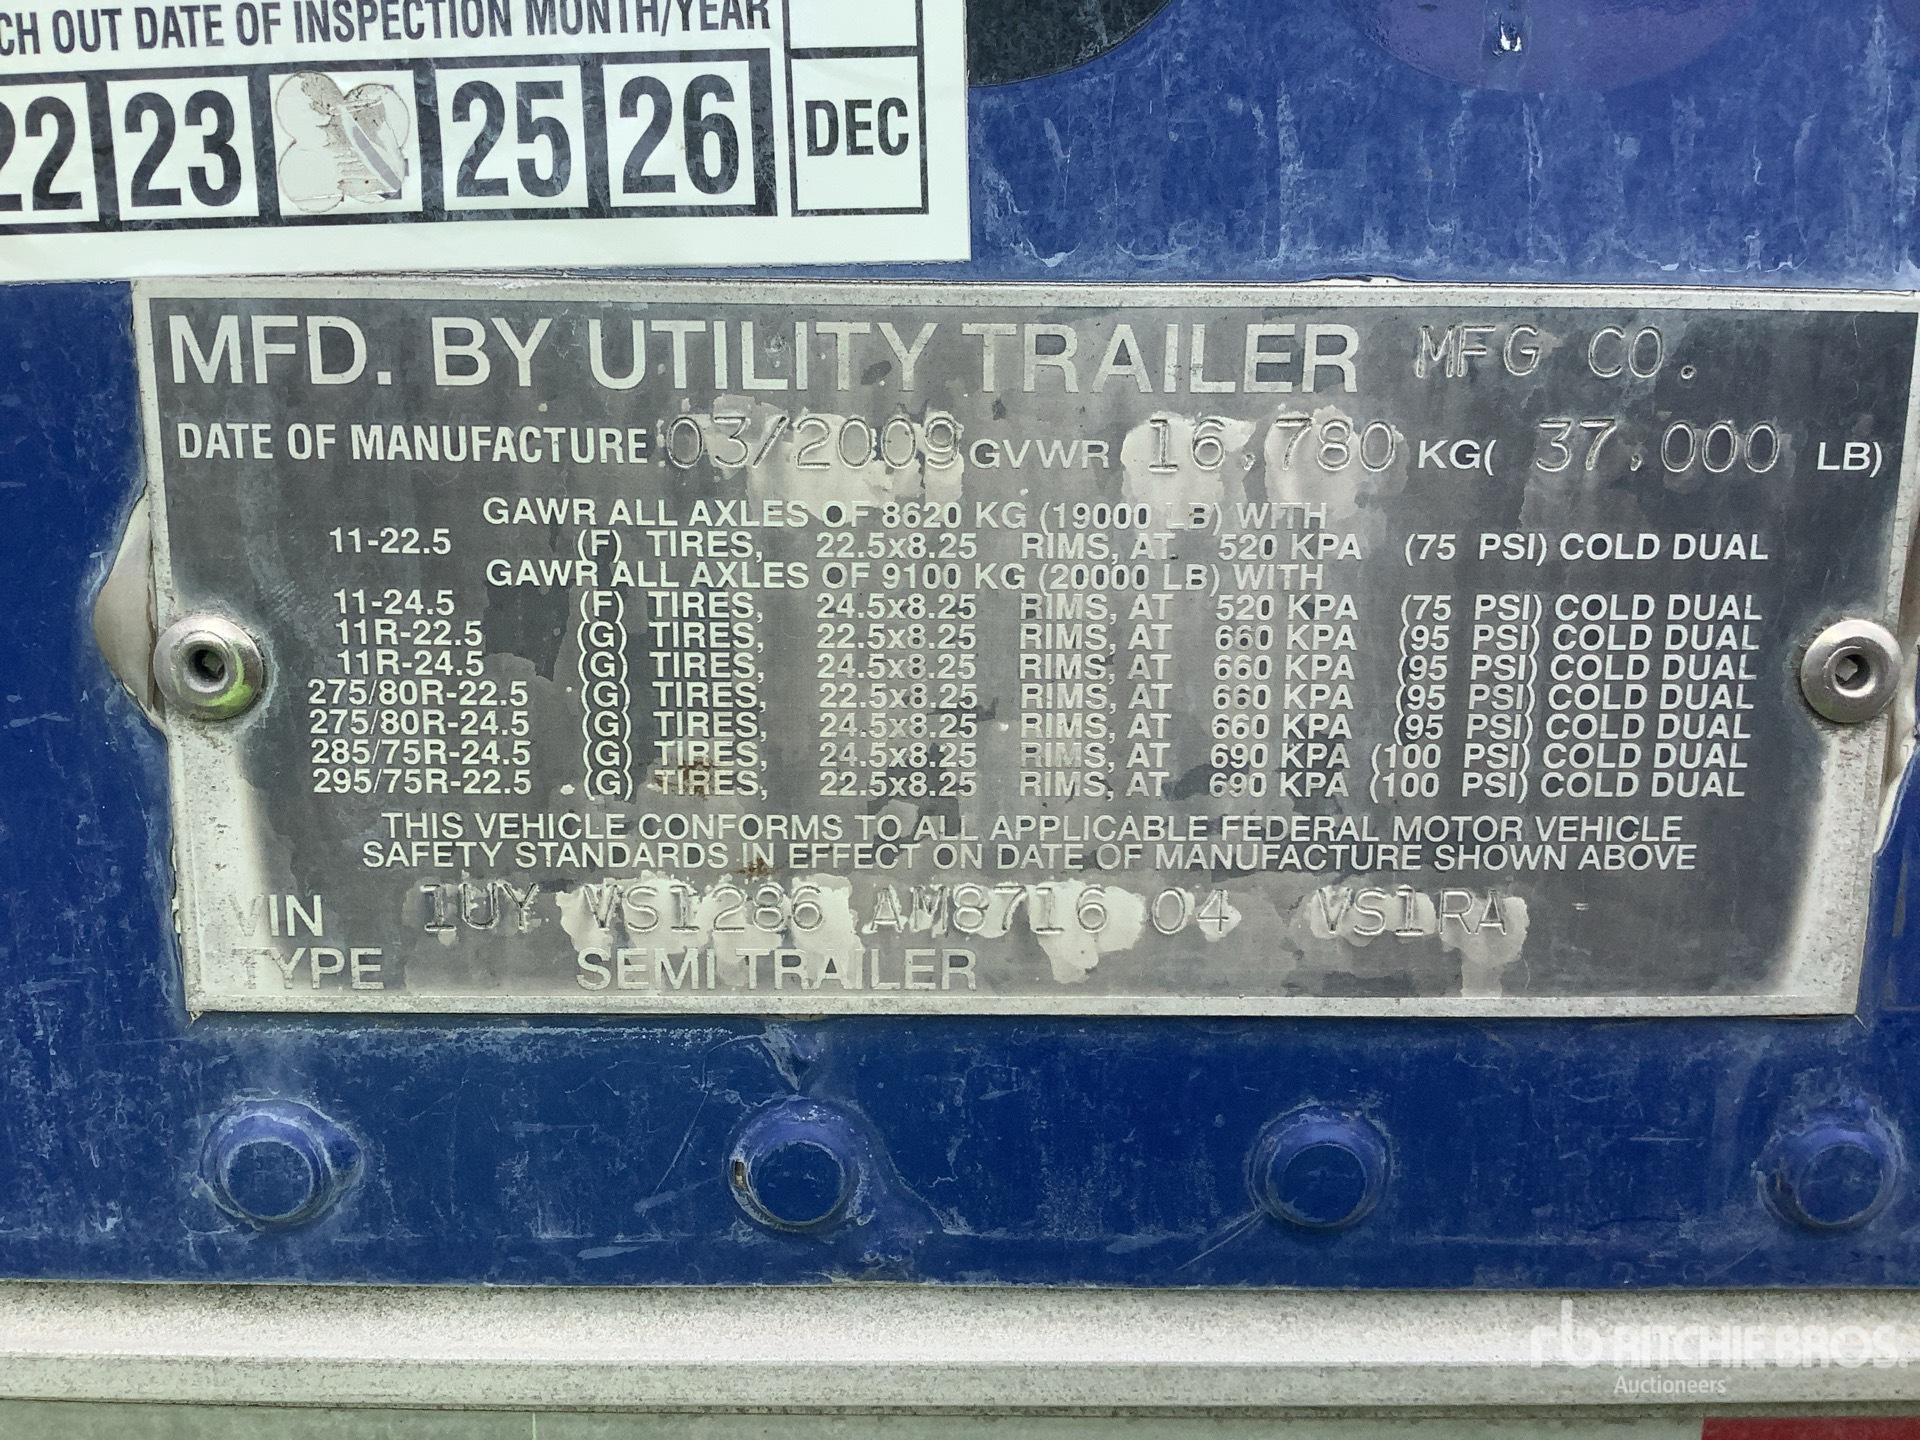 CH OUT DATE OF INSPECTION MONTH/YEAR
22 23 25 26 DEC
MFD. BY UTILITY TRAILER MFG CO.
DATE OF MANUFACTURE 03/2009 GVWR 16,780 KG( 37,000 LB)
GAWR ALL AXLES OF 8620 KG (19000 LB) WITH
11-22.5 (F) TIRES, 22.5x8.25 RIMS, AT 520 KPA (75 PSI) COLD DUAL
GAWR ALL AXLES OF 9100 KG (20000 LB) WITH
11-24.5 (F) TIRES, 24.5x8.25 RIMS, AT 520 KPA (75 PSI) COLD DUAL
11R-22.5 (G) TIRES, 22.5x8.25 RIMS, AT 660 KPA (95 PSI) COLD DUAL
11R-24.5 (G) TIRES, 24.5x8.25 RIMS, AT 660 KPA (95 PSI) COLD DUAL
275/80R-22.5 (G) TIRES, 22.5x8.25 RIMS, AT 660 KPA (95 PSI) COLD DUAL
275/80R-24.5 (G) TIRES, 24.5x8.25 RIMS, AT 660 KPA (95 PSI) COLD DUAL
285/75R-24.5 (G) TIRES, 24.5x8.25 RIMS, AT 690 KPA (100 PSI) COLD DUAL
295/75R-22.5 (G) TIRES, 22.5x8.25 RIMS, AT 690 KPA (100 PSI) COLD DUAL
THIS VEHICLE CONFORMS TO ALL APPLICABLE FEDERAL MOTOR VEHICLE
SAFETY STANDARDS IN EFFECT ON DATE OF MANUFACTURE SHOWN ABOVE
VIN 1UY VS1286 AM8716 04 VS1RA
TYPE SEMI TRAILER
rb RITCHIE BROS.
Auctioneers